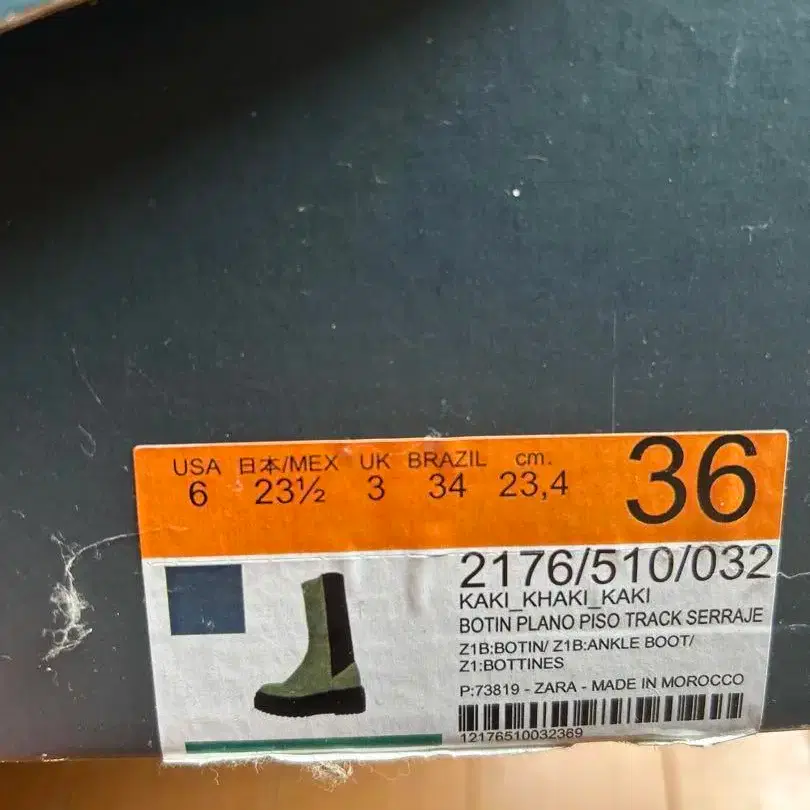 USA 日本/MEX UK BRAZIL cm.
6 23½ 3 34 23,4
36
2176/510/032
KAKI_KHAKI_KAKI
BOTIN PLANO PISO TRACK SERRAJE
Z1B:BOTIN/ Z1B:ANKLE BOOT/
Z1:BOTTINES
P:73819 - ZARA - MADE IN MOROCCO
12176510032369